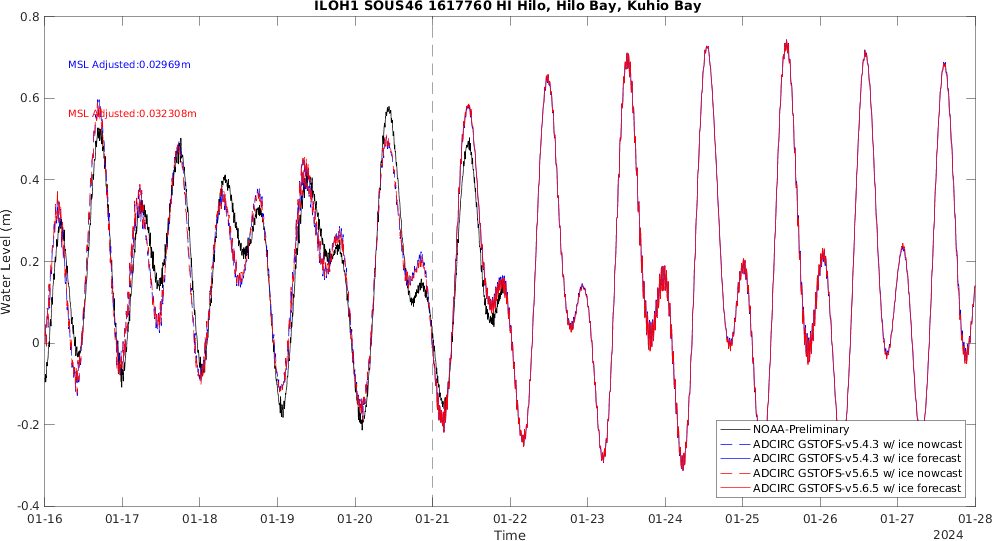 ILOH1 SOUS46 1617760 HI Hilo, Hilo Bay, Kuhio Bay
0.8
MSL Adjusted:0.02969m
0.6
MSL Adjusted:0.032308m
0.4
0.2
0
-0.2
-0.4
Water Level (m)
NOAA-Preliminary
ADCIRC GSTOFS-v5.4.3 w/ ice nowcast
ADCIRC GSTOFS-v5.4.3 w/ ice forecast
ADCIRC GSTOFS-v5.6.5 w/ ice nowcast
ADCIRC GSTOFS-v5.6.5 w/ ice forecast
01-16 01-17 01-18 01-19 01-20 01-21 01-22 01-23 01-24 01-25 01-26 01-27 01-28
Time
2024